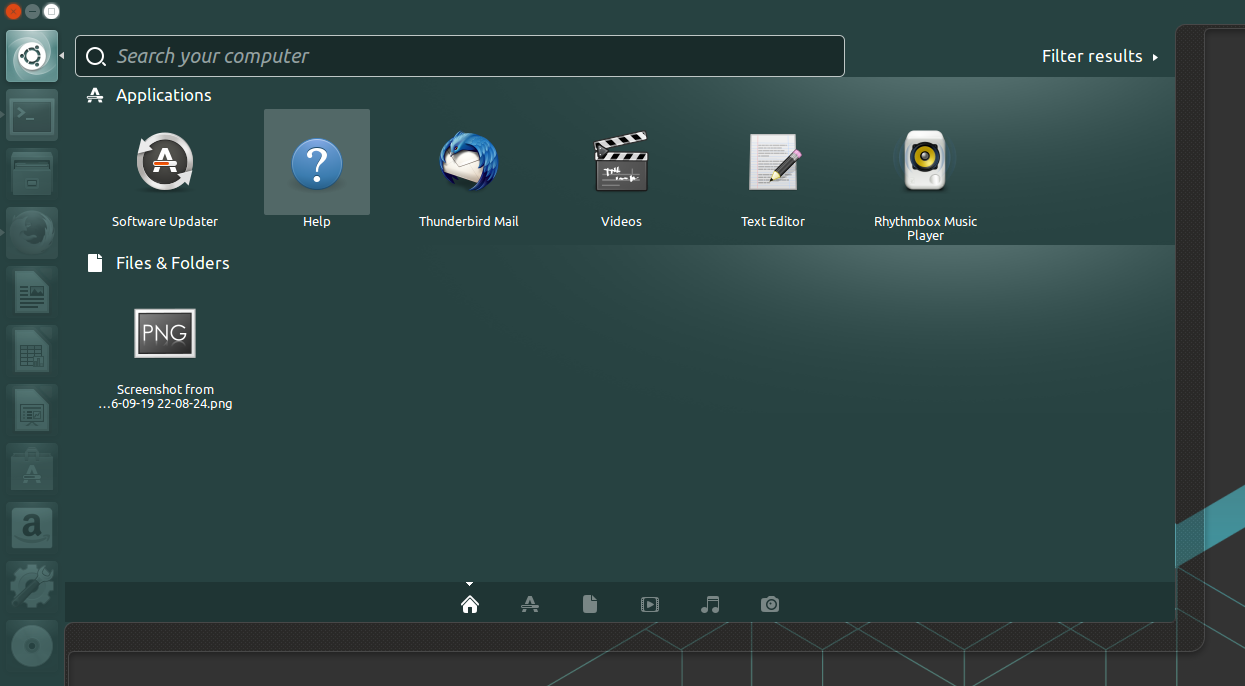 Search your computer
Filter results
Applications
Software Updater
Help
Thunderbird Mail
Videos
Text Editor
Rhythmbox Music
Player
Files & Folders
PNG
Screenshot from
...6-09-19 22-08-24.png